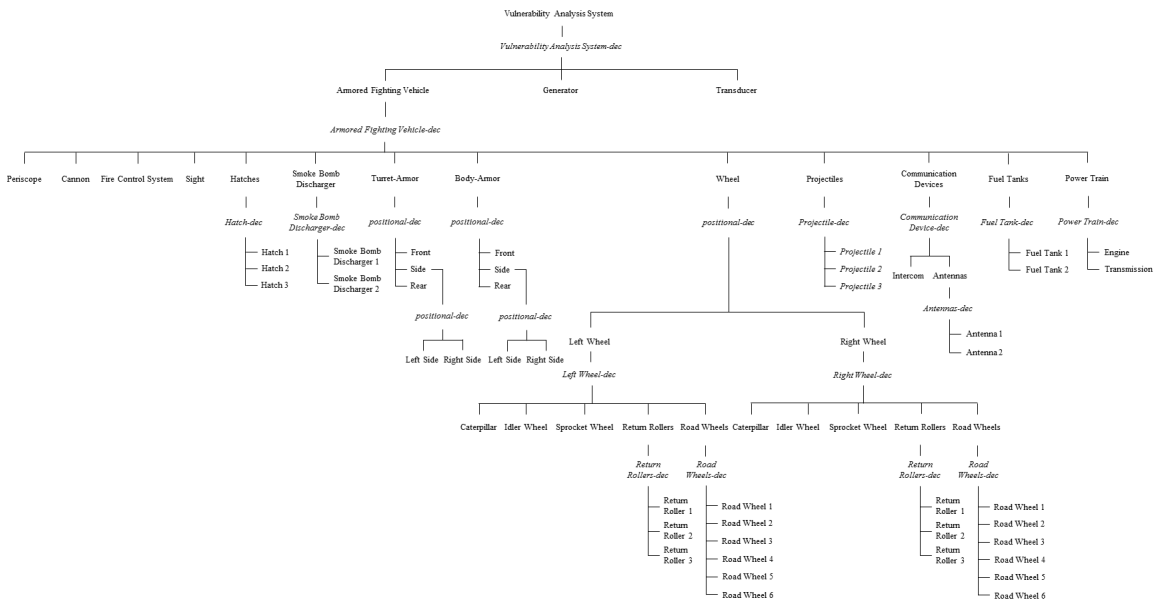 Vulnerability Analysis System
Vulnerability Analysis System-dec
Armored Fighting Vehicle
Generator
Transducer
Armored Fighting Vehicle-dec
Periscope
Cannon
Fire Control System
Sight
Hatches
Smoke Bomb
Discharger
Turret-Armor
Body-Armor
Wheel
Projectiles
Communication
Devices
Fuel Tanks
Power Train
Hatch-dec
Smoke Bomb
Discharger-dec
positional-dec
positional-dec
positional-dec
Projectile-dec
Communication
Device-dec
Fuel Tank-dec
Power Train-dec
Hatch 1
Hatch 2
Hatch 3
Smoke Bomb
Discharger 1
Smoke Bomb
Discharger 2
Front
Side
Rear
positional-dec
Left Side
Right Side
Front
Side
Rear
positional-dec
Left Side
Right Side
Projectile 1
Projectile 2
Projectile 3
Intercom
Antennas
Antennas-dec
Antenna 1
Antenna 2
Fuel Tank 1
Fuel Tank 2
Engine
Transmission
Left Wheel
Right Wheel
Left Wheel-dec
Right Wheel-dec
Caterpillar
Idler Wheel
Sprocket Wheel
Return Rollers
Road Wheels
Caterpillar
Idler Wheel
Sprocket Wheel
Return Rollers
Road Wheels
Return
Rollers-dec
Road
Wheels-dec
Return
Rollers-dec
Road
Wheels-dec
Return
Roller 1
Return
Roller 2
Return
Roller 3
Road Wheel 1
Road Wheel 2
Road Wheel 3
Road Wheel 4
Road Wheel 5
Road Wheel 6
Return
Roller 1
Return
Roller 2
Return
Roller 3
Road Wheel 1
Road Wheel 2
Road Wheel 3
Road Wheel 4
Road Wheel 5
Road Wheel 6